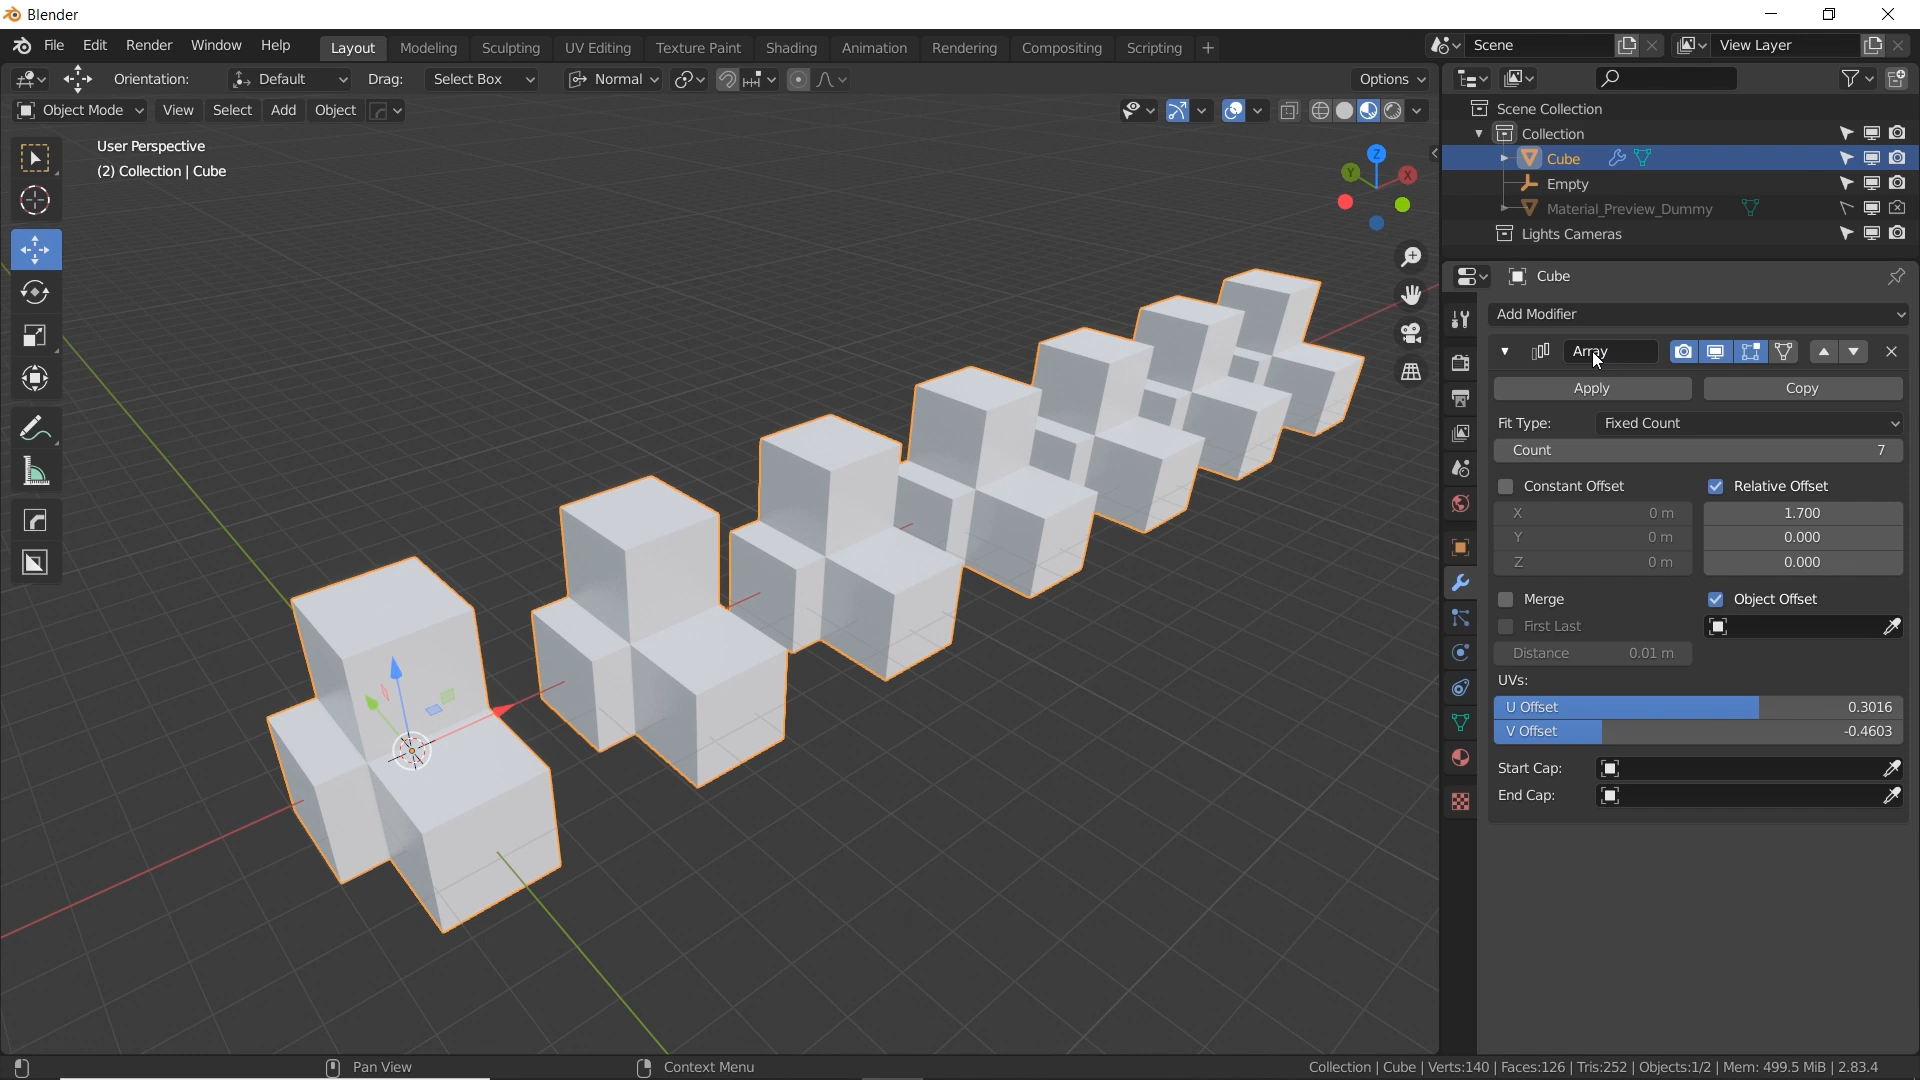 Blender
File Edit Render Window Help Layout Modeling Sculpting UV Editing Texture Paint Shading Animation Rendering Compositing Scripting + Scene View Layer
Orientation: Default Drag: Select Box Normal Options
Object Mode View Select Add Object
User Perspective
(2) Collection | Cube
Z
Y X
Scene Collection
Collection
Cube
Empty
Material_Preview_Dummy
Lights Cameras
Cube
Add Modifier
Array
Apply Copy
Fit Type: Fixed Count
Count 7
Constant Offset Relative Offset
X 0 m 1.700
Y 0 m 0.000
Z 0 m 0.000
Merge Object Offset
First Last
Distance 0.01 m
UVs:
U Offset 0.3016
V Offset -0.4603
Start Cap:
End Cap:
Pan View Context Menu Collection | Cube | Verts:140 | Faces:126 | Tris:252 | Objects:1/2 | Mem: 499.5 MiB | 2.83.4